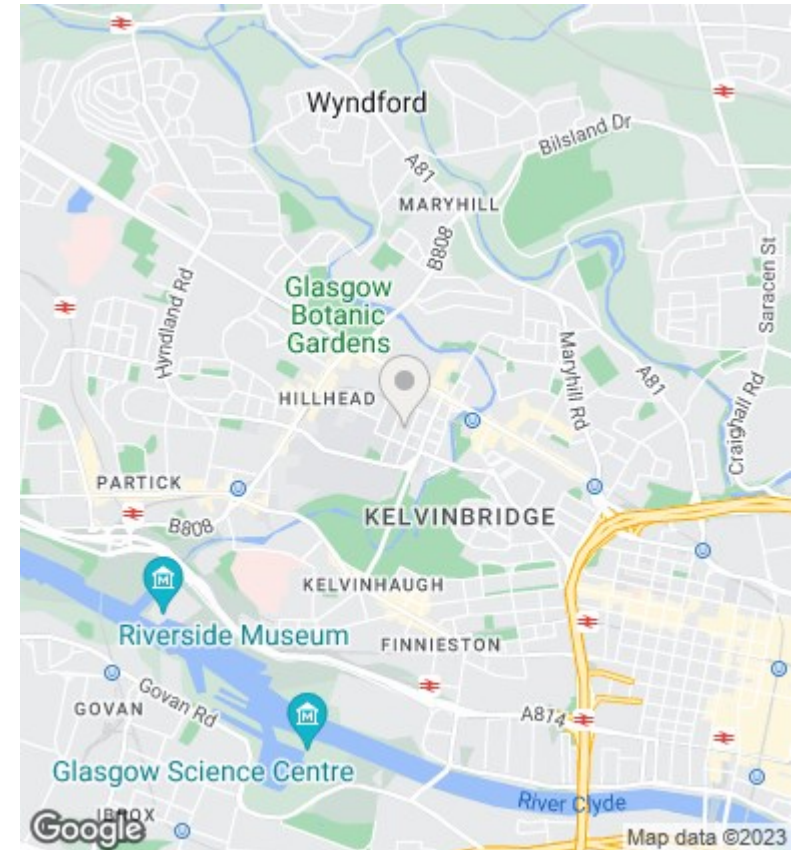 Wyndford
Bilsland Dr
A81
MARYHILL
B808
Saracen St
Glasgow
Botanic
Gardens
Hyndland Rd
Maryhill Rd
A81
HILLHEAD
Craighall Rd
PARTICK
B808
KELVINBRIDGE
KELVINHAUGH
Riverside Museum
FINNIESTON
GOVAN
Govan Rd
A814
Glasgow Science Centre
River Clyde
IBROX
Google
Map data ©2023